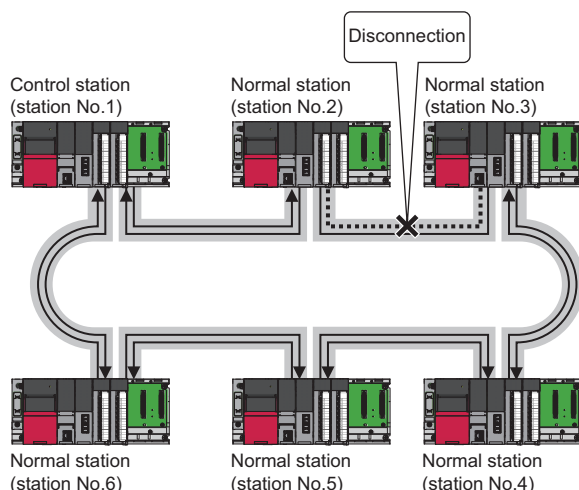 Disconnection
Control station
(station No.1)
Normal station
(station No.2)
Normal station
(station No.3)
Normal station
(station No.6)
Normal station
(station No.5)
Normal station
(station No.4)